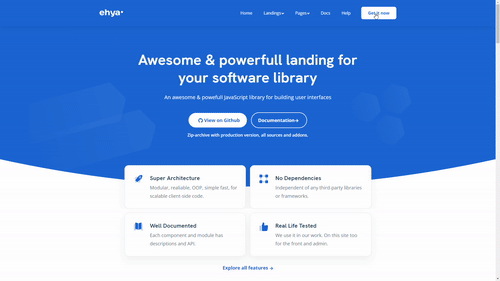 ehya
Home Landings Pages Docs Help Get it now
Awesome & powerfull landing for
your software library
An awesome & powefull JavaScript library for building user interfaces
View on Github Documentation
Zip-archive with production version, all sources and addons.
Super Architecture
Modular, realiable, OOP, simple fast, for
scalable client-side code.
No Dependencies
Independent of any third party libraries
or frameworks.
Well Documented
Each component and module has
descriptions and API.
Real Life Tested
We use it in our work. On this site too
for the front and admin.
Explore all features